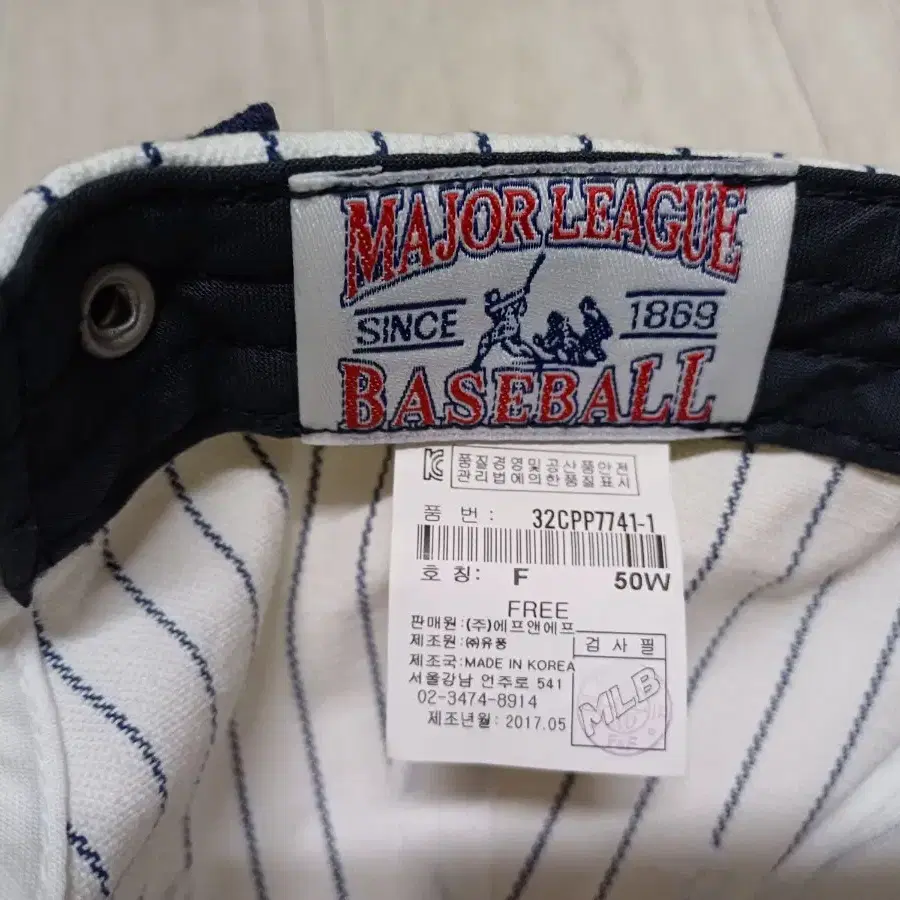 MAJOR LEAGUE
SINCE 1869
BASEBALL
품질경영및공산품안전
관리법에의한품질표시
품 번 : 32CPP7741-1
호 칭 : F 50W
FREE
판매원:(주)에프앤에프
제조원:㈜유풍
검 사 필
제조국:MADE IN KOREA
서울강남 언주로 541
MLB
02-3474-8914
제조년월:2017.05
F&F